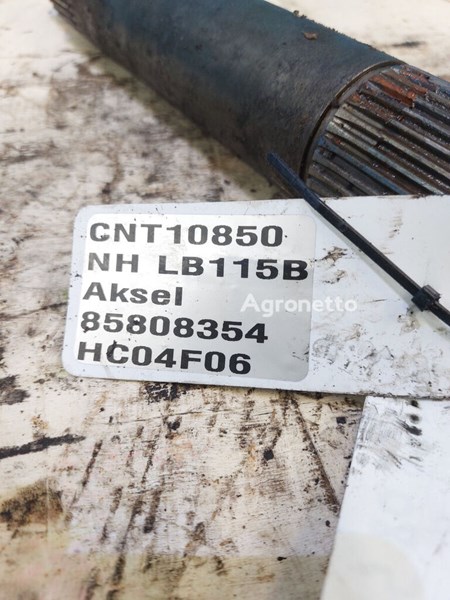 CNT10850
NH LB115B
Aksel
85808354
HC04F06
Agronetto